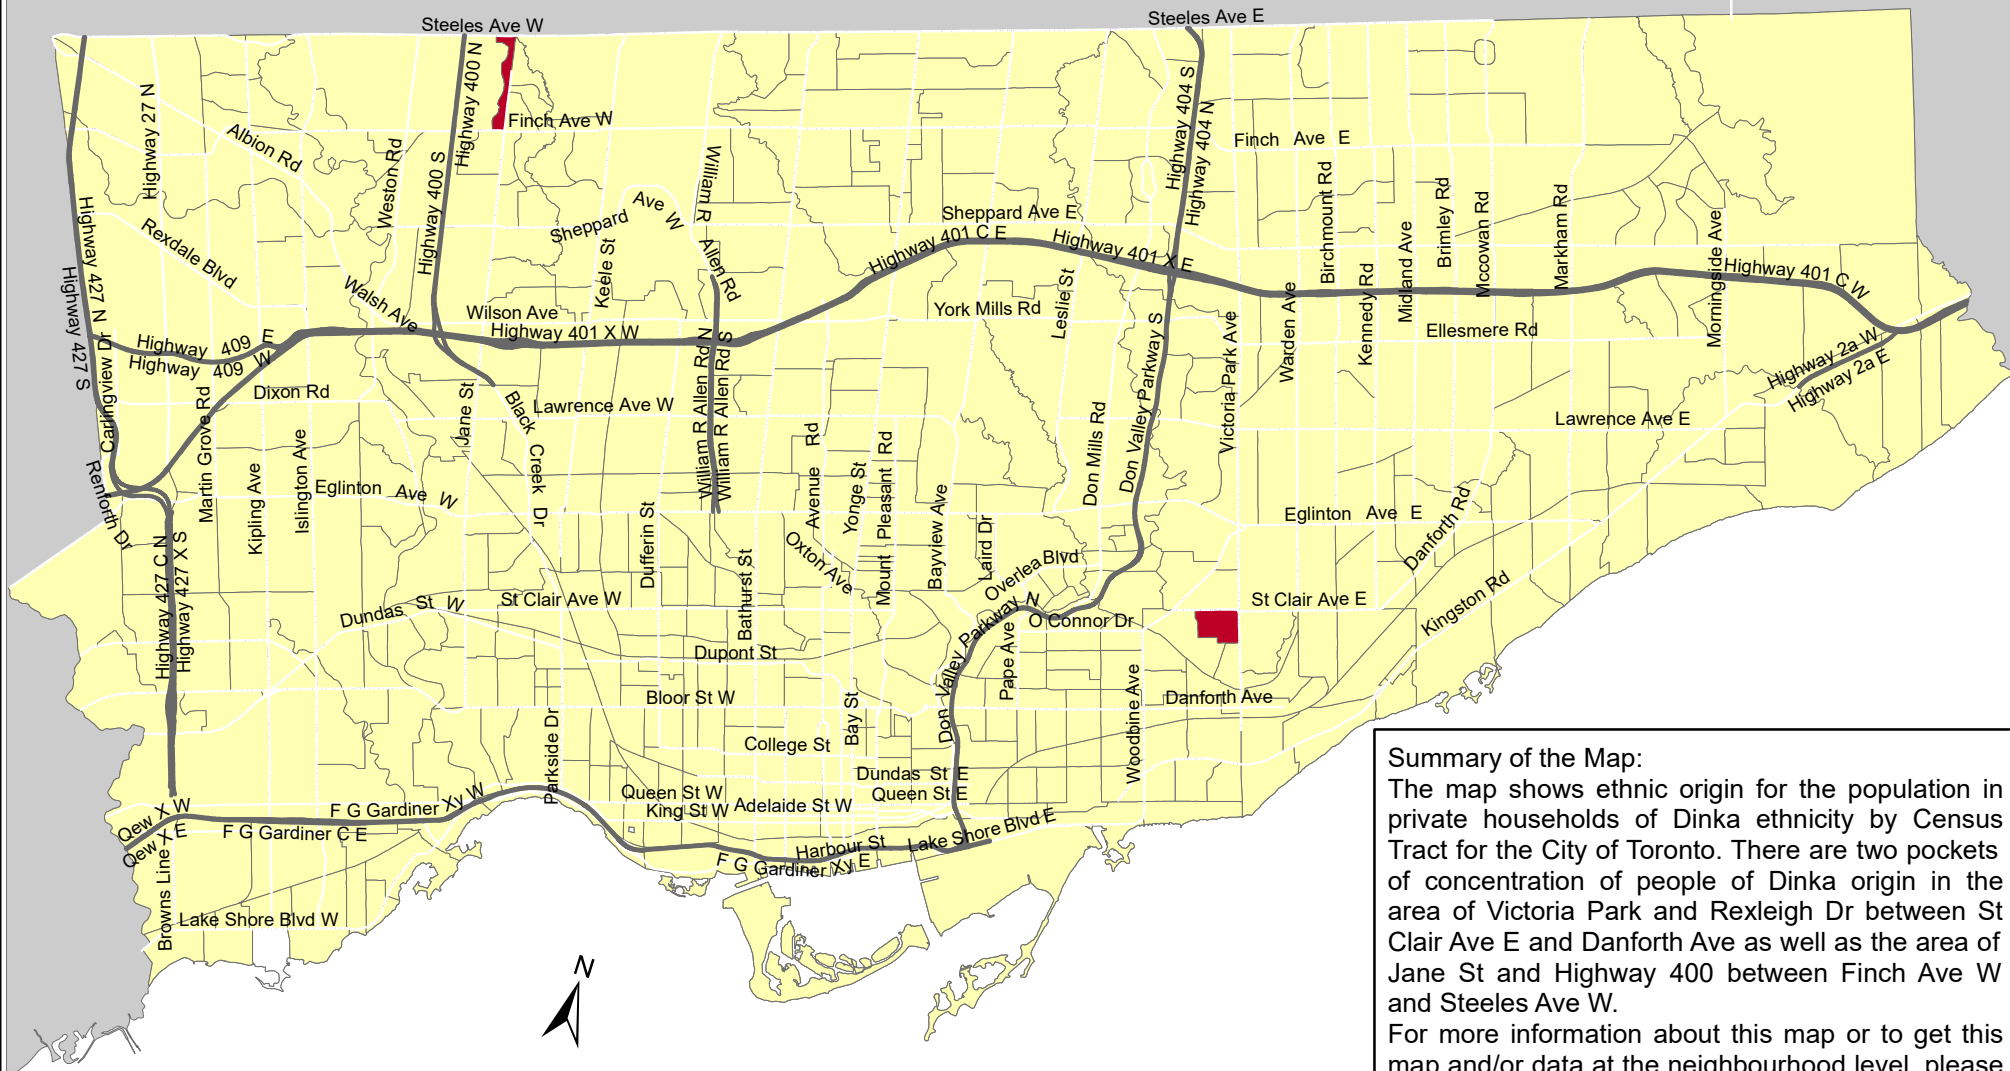 Steeles Ave W
Steeles Ave E
Highway 400 N
Highway 404 S
Highway 404 N
Highway 27 N
Albion Rd
Weston Rd
Highway 400 S
Finch Ave W
Finch Ave E
William R Allen Rd
Sheppard Ave W
Sheppard Ave E
Keele St
Highway 401 C E
Highway 401 X E
Birchmount Rd
Midland Ave
Brimley Rd
Mccowan Rd
Markham Rd
Morningside Ave
Highway 401 C W
Highway 427 N
Highway 427 S
Rexdale Blvd
Walsh Ave
Wilson Ave
Highway 401 X W
York Mills Rd
Leslie St
Warden Ave
Kennedy Rd
Ellesmere Rd
Highway 409 E
Highway 409 W
Carlingview Dr
Dixon Rd
Martin Grove Rd
Jane St
Black Creek Dr
Lawrence Ave W
William R Allen Rd N
William R Allen Rd S
Don Valley Parkway S
Victoria Park Ave
Highway 2a W
Highway 2a E
Lawrence Ave E
Renforth Dr
Kipling Ave
Islington Ave
Eglinton Ave W
Dufferin St
Avenue Rd
Yonge St
Mount Pleasant Rd
Bayview Ave
Laird Dr
Don Mills Rd
Eglinton Ave E
Danforth Rd
Kingston Rd
Highway 427 C N
Highway 427 X S
Dundas St W
St Clair Ave W
Bathurst St
Oxton Ave
Overlea Blvd
Don Valley Parkway N
O Connor Dr
Pape Ave
St Clair Ave E
Dupont St
Bloor St W
Danforth Ave
Woodbine Ave
Parkside Dr
Bay St
College St
Dundas St E
Queen St E
Queen St W
King St W
Adelaide St W
Qew X W
Qew X E
F G Gardiner Xy W
F G Gardiner C E
Harbour St
Lake Shore Blvd E
F G Gardiner Xy E
Browns Line
Lake Shore Blvd W
N
Summary of the Map:
The map shows ethnic origin for the population in
private households of Dinka ethnicity by Census
Tract for the City of Toronto. There are two pockets
of concentration of people of Dinka origin in the
area of Victoria Park and Rexleigh Dr between St
Clair Ave E and Danforth Ave as well as the area of
Jane St and Highway 400 between Finch Ave W
and Steeles Ave W.
For more information about this map or to get this
map and/or data at the neighbourhood level, please